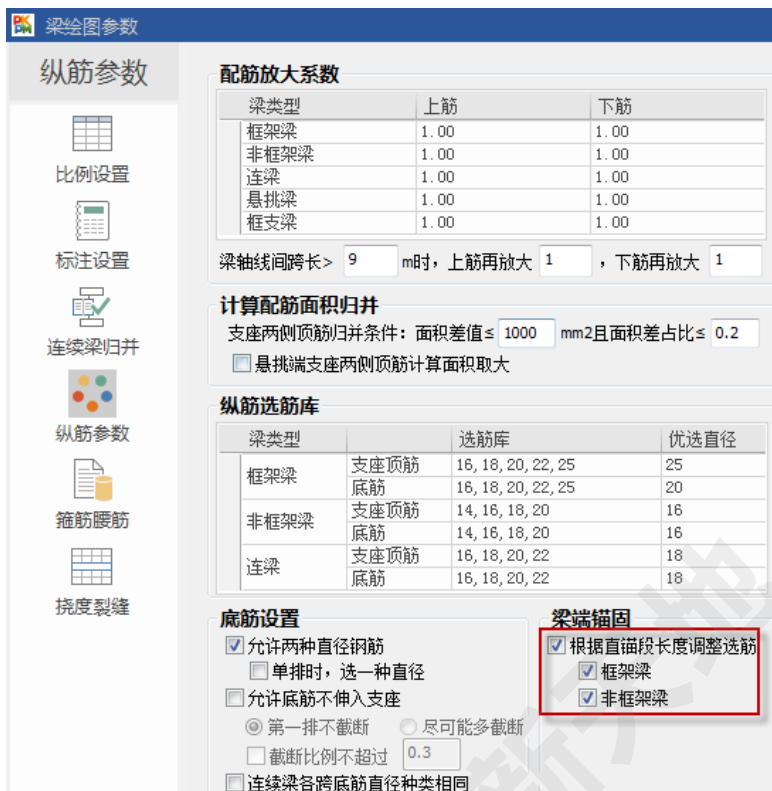 PKPM 梁绘图参数
纵筋参数
比例设置
标注设置
连续梁归并
纵筋参数
箍筋腰筋
挠度裂缝
配筋放大系数
梁类型 上筋 下筋
框架梁 1.00 1.00
非框架梁 1.00 1.00
连梁 1.00 1.00
悬挑梁 1.00 1.00
框支梁 1.00 1.00
梁轴线间跨长> 9 m时，上筋再放大 1 ，下筋再放大 1
计算配筋面积归并
支座两侧顶筋归并条件：面积差值≤ 1000 mm2且面积差占比≤ 0.2
悬挑端支座两侧顶筋计算面积取大
纵筋选筋库
梁类型 选筋库 优选直径
框架梁 支座顶筋 16,18,20,22,25 25
底筋 16,18,20,22,25 20
非框架梁 支座顶筋 14,16,18,20 16
底筋 14,16,18,20 16
连梁 支座顶筋 16,18,20,22 18
底筋 16,18,20,22 18
底筋设置
允许两种直径钢筋
单排时，选一种直径
允许底筋不伸入支座
第一排不截断 尽可能多截断
截断比例不超过 0.3
连续梁各跨底筋直径种类相同
梁端锚固
根据直锚段长度调整选筋
框架梁
非框架梁